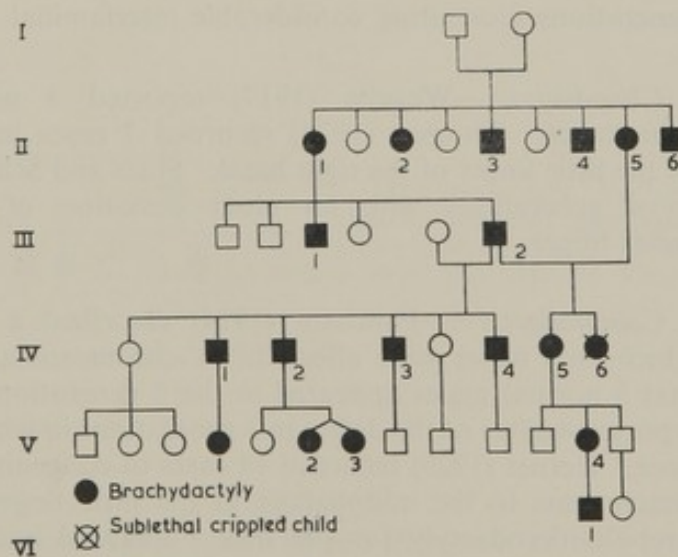 I
II
1 2 3 4 5 6
III
1 2
IV
1 2 3 4 5 6
V
1 2 3 4
Brachydactyly
Sublethal crippled child
1
VI